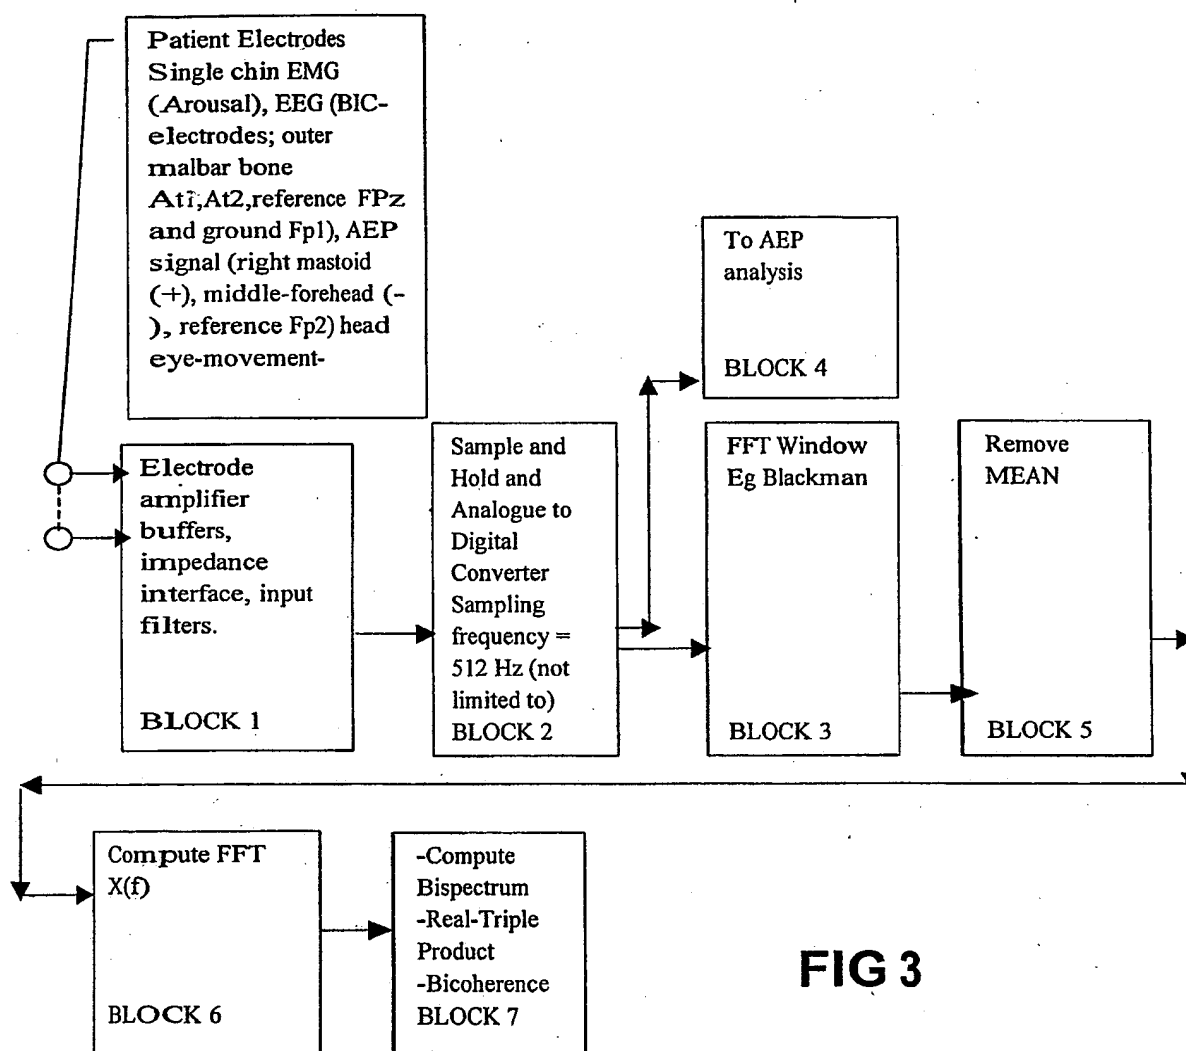 Patient Electrodes
Single chin EMG
(Arousal), EEG (BIC-
electrodes; outer
malbar bone
At1,At2,reference FPz
and ground Fp1), AEP
signal (right mastoid
(+), middle-forehead (-
), reference Fp2) head
eye-movement-
To AEP
analysis
BLOCK 4
Electrode
amplifier
buffers,
impedance
interface, input
filters.
BLOCK 1
Sample and
Hold and
Analogue to
Digital
Converter
Sampling
frequency =
512 Hz (not
limited to)
BLOCK 2
FFT Window
Eg Blackman
BLOCK 3
Remove
MEAN
BLOCK 5
Compute FFT
X(f)
BLOCK 6
-Compute
Bispectrum
-Real-Triple
Product
-Bicoherence
BLOCK 7
FIG 3